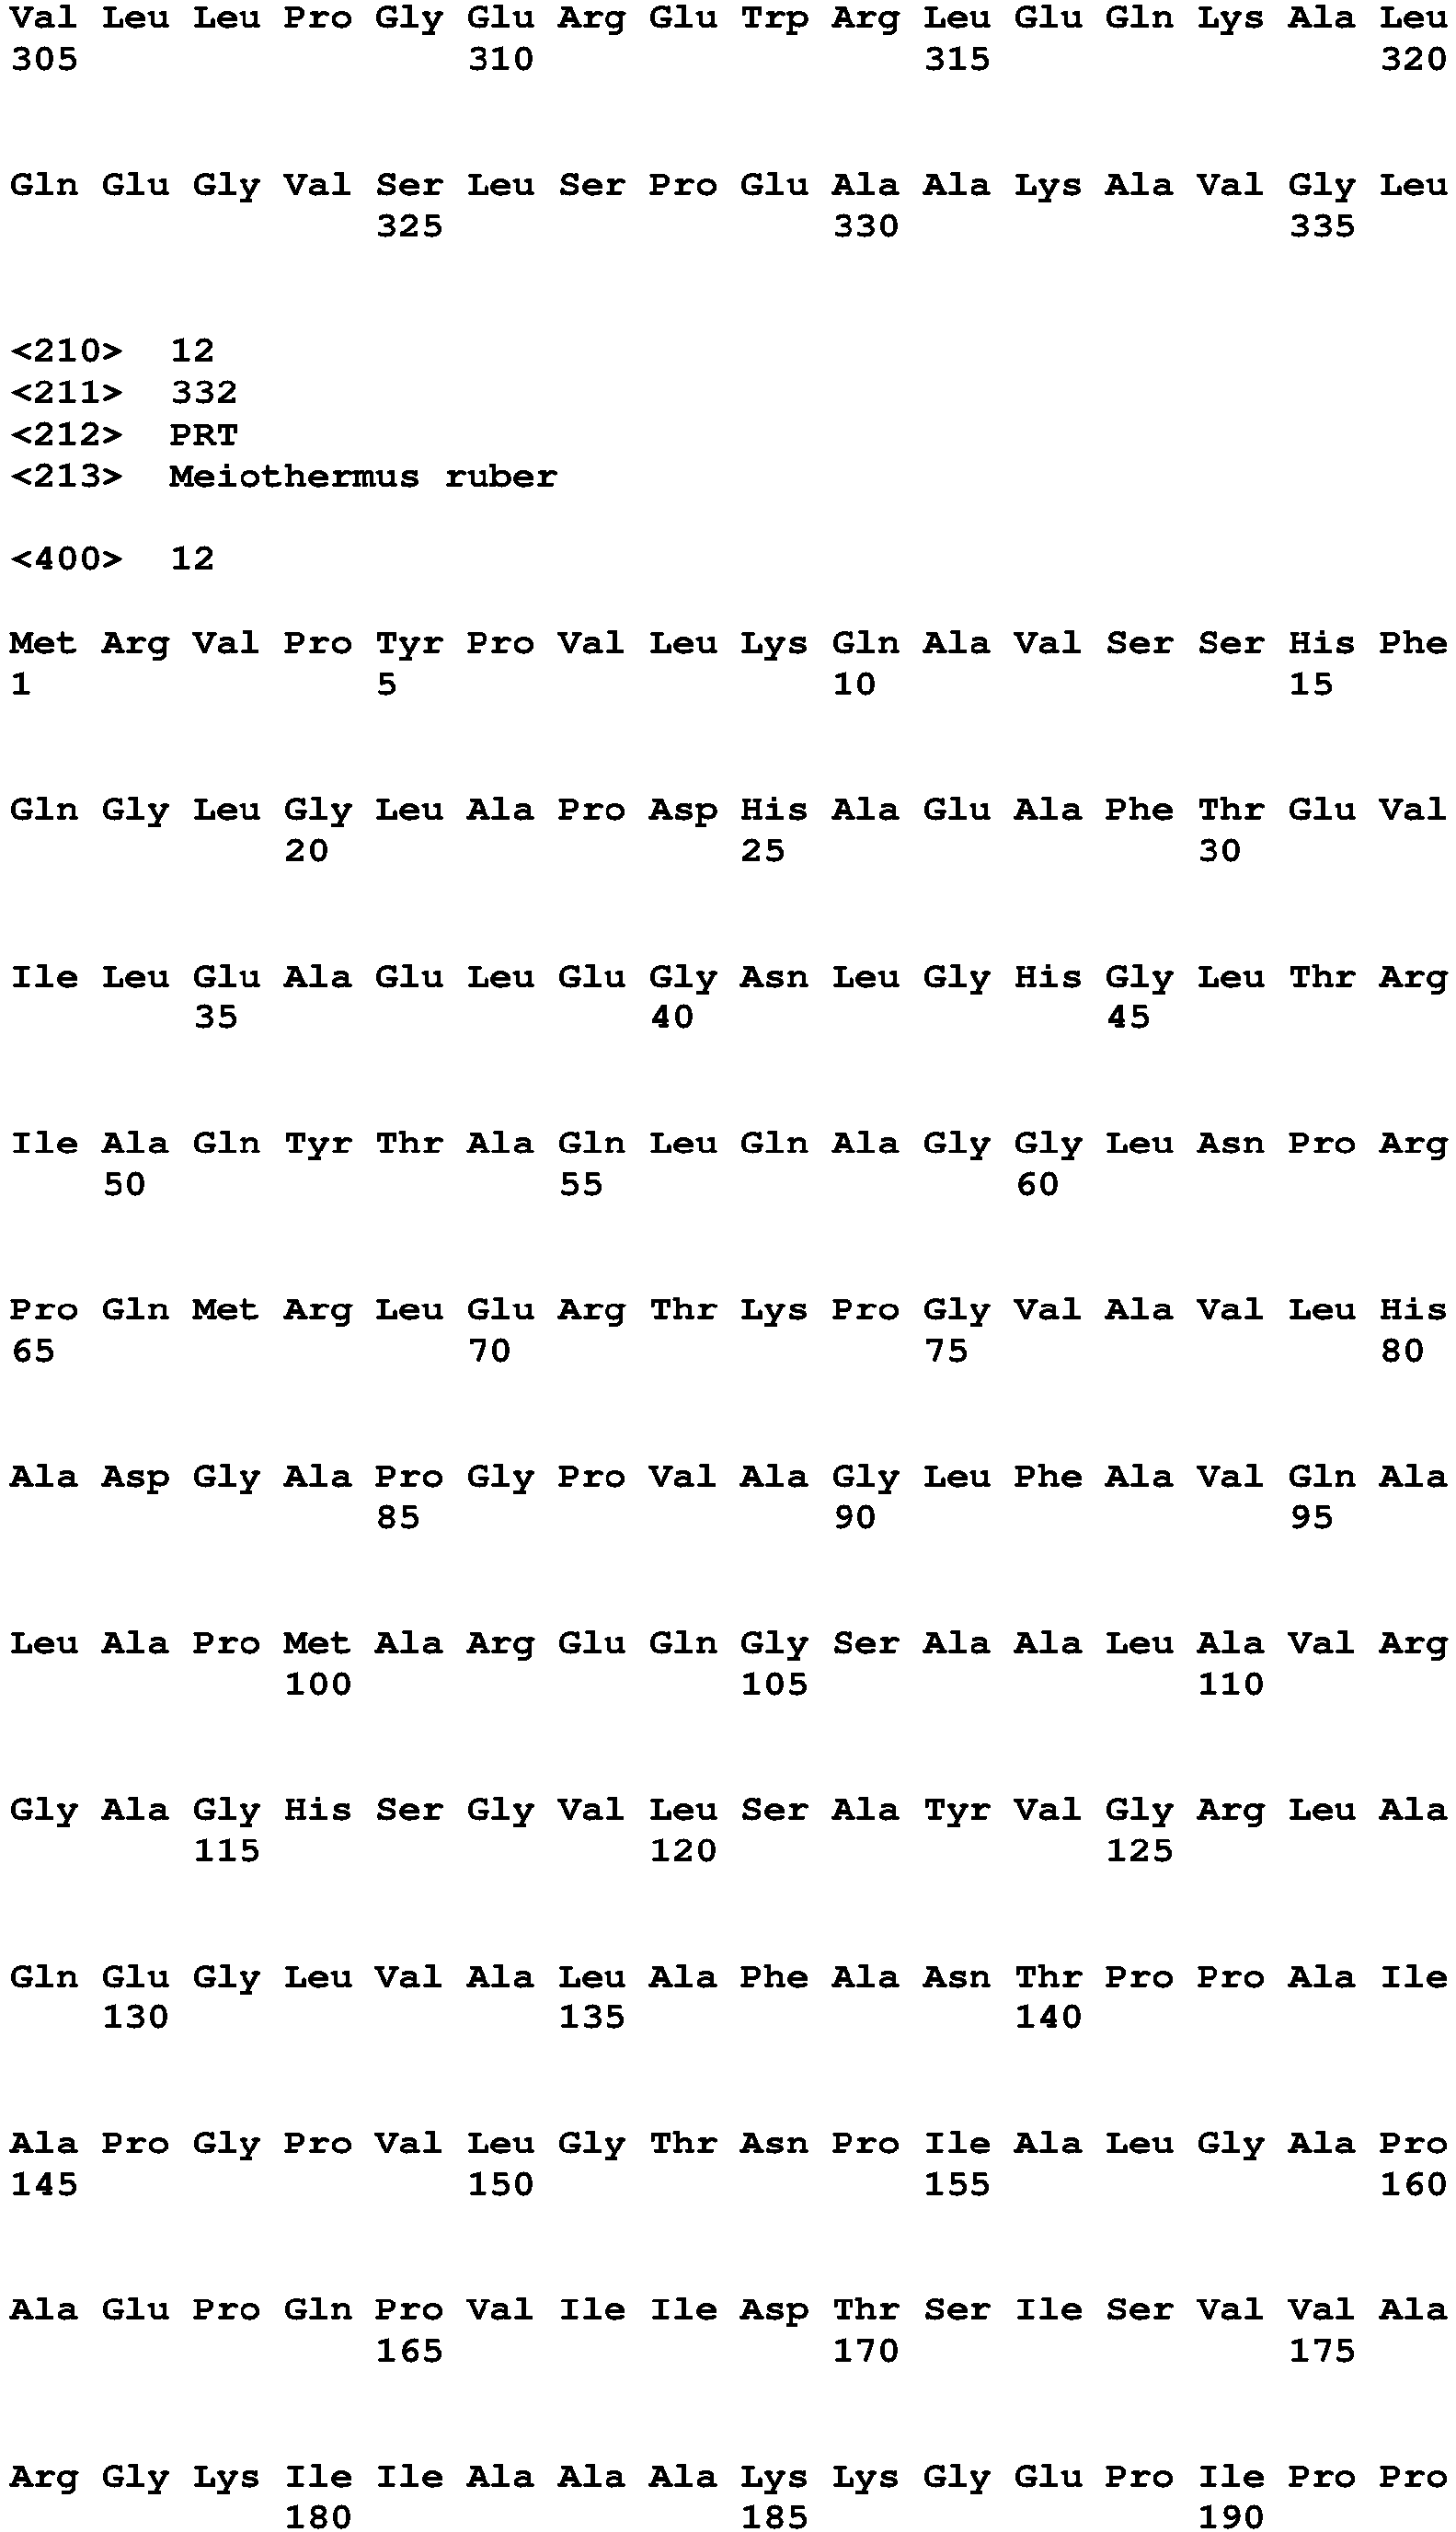 Val Leu Leu Pro Gly Glu Arg Glu Trp Arg Leu Glu Gln Lys Ala Leu
305 310 315 320
Gln Glu Gly Val Ser Leu Ser Pro Glu Ala Ala Lys Ala Val Gly Leu
325 330 335
<210> 12
<211> 332
<212> PRT
<213> Meiothermus ruber
<400> 12
Met Arg Val Pro Tyr Pro Val Leu Lys Gln Ala Val Ser Ser His Phe
1 5 10 15
Gln Gly Leu Gly Leu Ala Pro Asp His Ala Glu Ala Phe Thr Glu Val
20 25 30
Ile Leu Glu Ala Glu Leu Glu Gly Asn Leu Gly His Gly Leu Thr Arg
35 40 45
Ile Ala Gln Tyr Thr Ala Gln Leu Gln Ala Gly Gly Leu Asn Pro Arg
50 55 60
Pro Gln Met Arg Leu Glu Arg Thr Lys Pro Gly Val Ala Val Leu His
65 70 75 80
Ala Asp Gly Ala Pro Gly Pro Val Ala Gly Leu Phe Ala Val Gln Ala
85 90 95
Leu Ala Pro Met Ala Arg Glu Gln Gly Ser Ala Ala Leu Ala Val Arg
100 105 110
Gly Ala Gly His Ser Gly Val Leu Ser Ala Tyr Val Gly Arg Leu Ala
115 120 125
Gln Glu Gly Leu Val Ala Leu Ala Phe Ala Asn Thr Pro Pro Ala Ile
130 135 140
Ala Pro Gly Pro Val Leu Gly Thr Asn Pro Ile Ala Leu Gly Ala Pro
145 150 155 160
Ala Glu Pro Gln Pro Val Ile Ile Asp Thr Ser Ile Ser Val Val Ala
165 170 175
Arg Gly Lys Ile Ile Ala Ala Ala Lys Lys Gly Glu Pro Ile Pro Pro
180 185 190